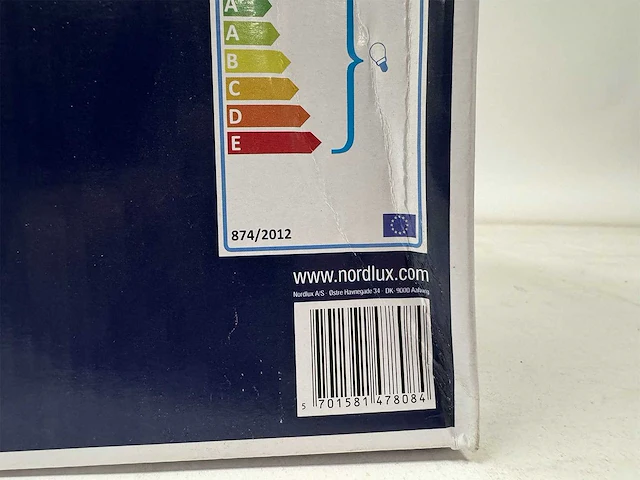 A
A
B
C
D
E
874/2012
www.nordlux.com
Nordlux A/S · Østre Havnegade 34 · DK-9000 Aalborg
5 701581 478084